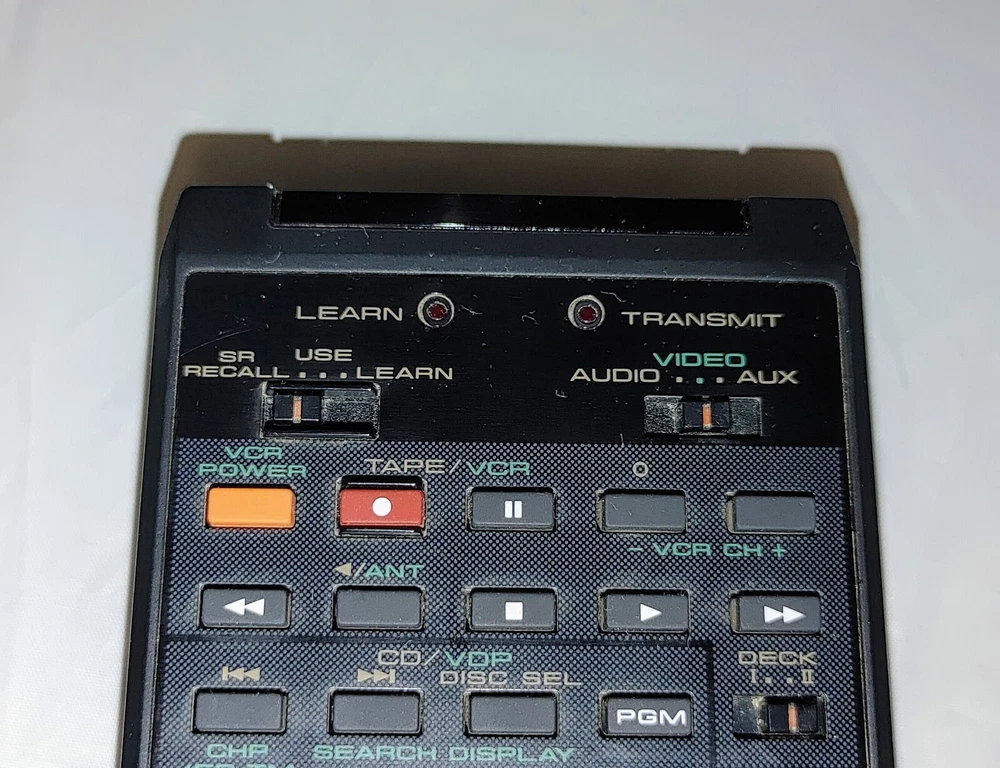 LEARN TRANSMIT
SR USE VIDEO
RECALL...LEARN AUDIO...AUX
VCR
POWER TAPE/VCR O
- VCR CH +
◀/ANT
CD/VDP DECK
DISC SEL I..II
PGM
CHP SEARCH DISPLAY